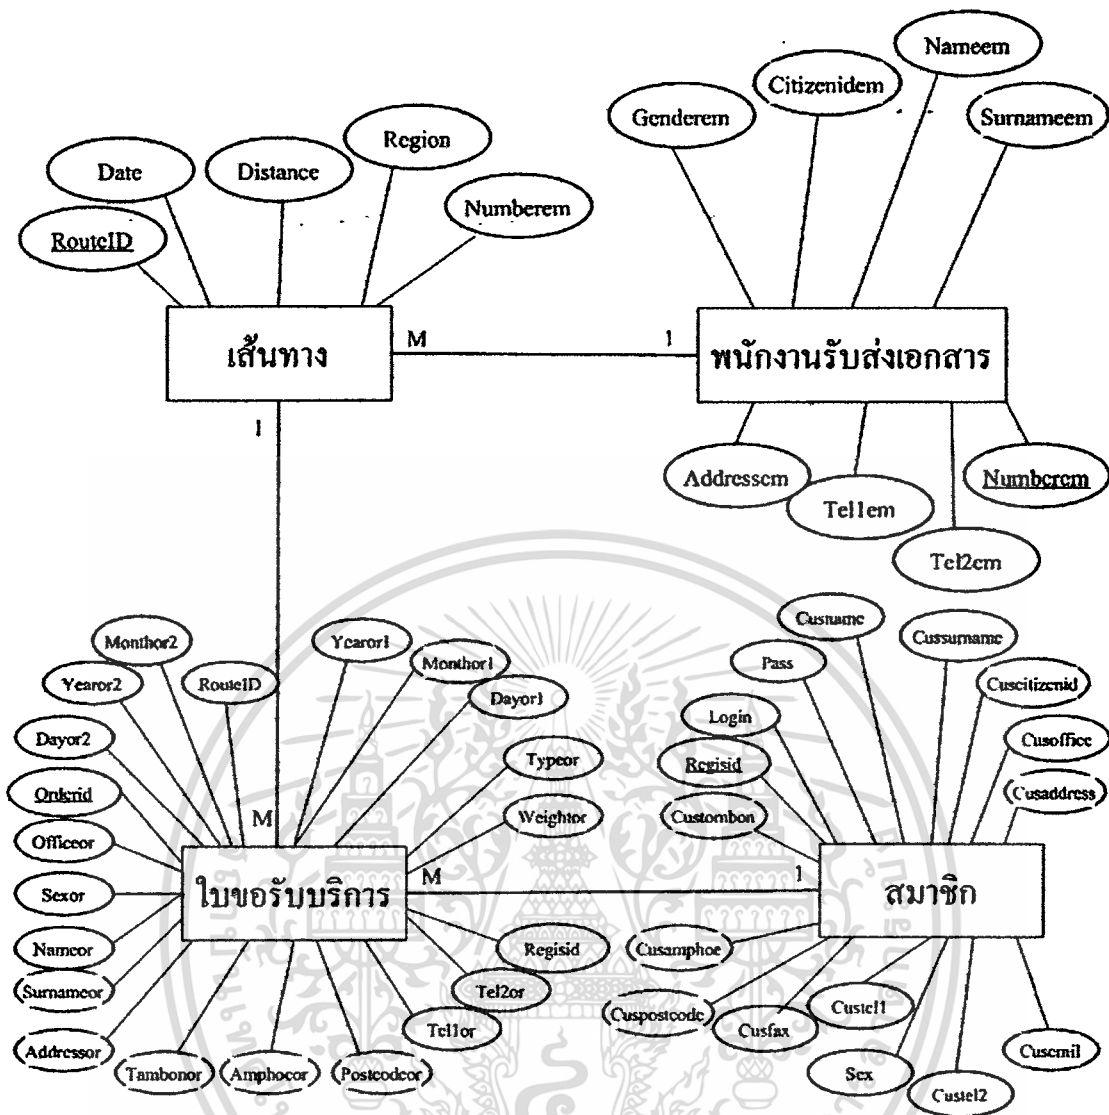 Nameem
Citizenidem
Genderem
Surnameem
Region
Date
Distance
Numberem
RouteID
เส้นทาง
M
1
พนักงานรับส่งเอกสาร
1
Addressem
Tel1em
Numberem
Tel2em
Monthor2
Yearor1
Custname
Cussurname
Yearor2
RouteID
Monthor1
Pass
Cuscitizenid
Dayor2
Dayor1
Login
Cusoffice
Orderid
Typeor
Regisid
Cusaddress
Officeor
M
Weightor
Custombon
ใบขอรับบริการ
M
1
สมาชิก
Sexor
Nameor
Regisid
Cusamphoe
Surnameor
Tel2or
Cuspostcode
Custel1
Addressor
Tel1or
Cusfax
Cusemil
Tambonor
Amphoeor
Postcodeor
Sex
Custel2